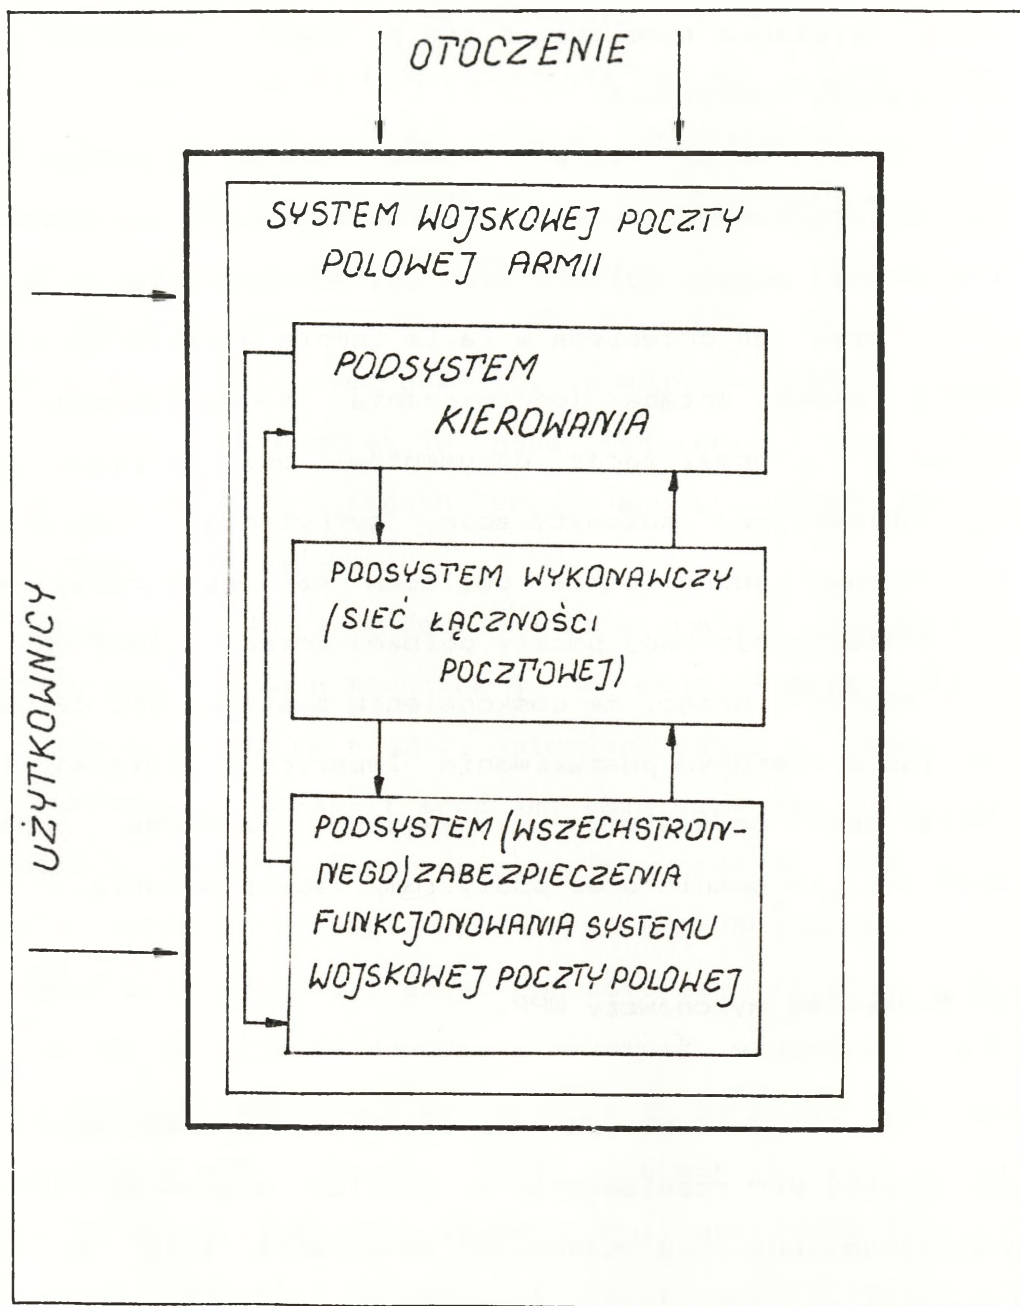 OTOCZENIE
SYSTEM WOJSKOWEJ POCZTY
POLOWEJ ARMII
PODSYSTEM
KIEROWANIA
PODSYSTEM WYKONAWCZY
/SIEĆ ŁĄCZNOŚCI
POCZTOWEJ/
PODSYSTEM /WSZECHSTRON-
NEGO/ ZABEZPIECZENIA
FUNKCJONOWANIA SYSTEMU
WOJSKOWEJ POCZTY POLOWEJ
UŻYTKOWNICY